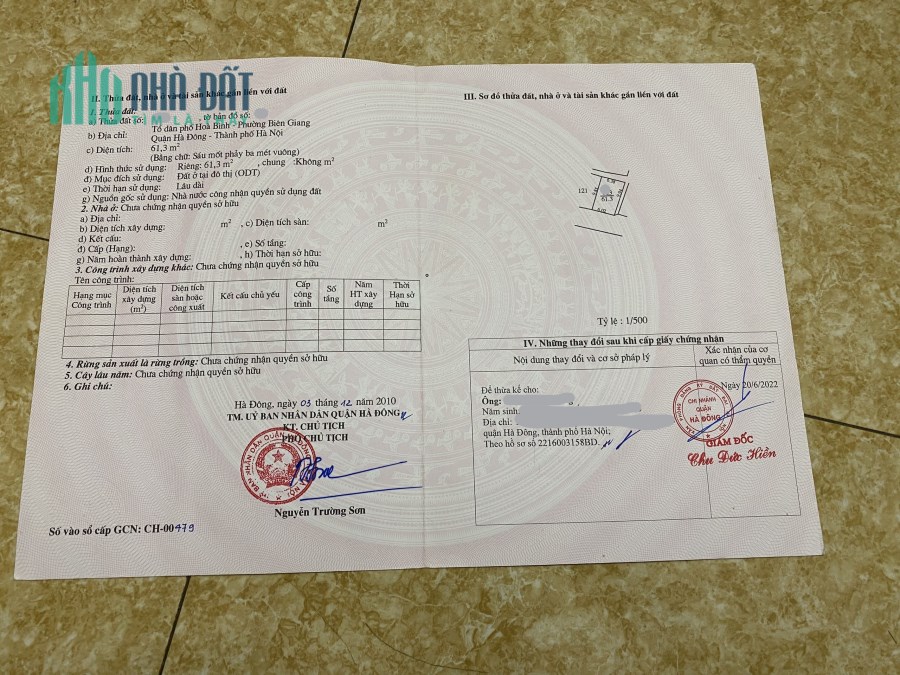 KHO NHÀ ĐẤT
II. Thửa đất, nhà ở và tài sản khác gắn liền với đất
1. Thửa đất:
a) Thửa đất số: , tờ bản đồ số:
b) Địa chỉ: Tổ dân phố Hoà Bình - Phường Biên Giang
Quận Hà Đông - Thành phố Hà Nội
c) Diện tích: 61,3 m²
(Bằng chữ: Sáu mốt phẩy ba mét vuông)
d) Hình thức sử dụng: Riêng: 61,3 m² , chung :Không m²
đ) Mục đích sử dụng: Đất ở tại đô thị (ODT)
e) Thời hạn sử dụng: Lâu dài
g) Nguồn gốc sử dụng: Nhà nước công nhận quyền sử dụng đất
2. Nhà ở: Chưa chứng nhận quyền sở hữu
a) Địa chỉ:
b) Diện tích xây dựng: m² , c) Diện tích sàn: m²
d) Kết cấu: , e) Số tầng:
đ) Cấp (Hạng): , h) Thời hạn sở hữu:
g) Năm hoàn thành xây dựng:
3. Công trình xây dựng khác: Chưa chứng nhận quyền sở hữu
Tên công trình:
Hạng mục Công trình
Diện tích xây dựng (m²)
Diện tích sàn hoặc công xuất
Kết cấu chủ yếu
Cấp công trình
Số tầng
Năm HT xây dựng
Thời Hạn sở hữu
4. Rừng sản xuất là rừng trồng: Chưa chứng nhận quyền sở hữu
5. Cây lâu năm: Chưa chứng nhận quyền sở hữu
6. Ghi chú:
Hà Đông, ngày 03 tháng 12 năm 2010
TM. UỶ BAN NHÂN DÂN QUẬN HÀ ĐÔNG
KT. CHỦ TỊCH
PHÓ CHỦ TỊCH
Nguyễn Trường Sơn
Số vào sổ cấp GCN: CH-00479
III. Sơ đồ thửa đất, nhà ở và tài sản khác gắn liền với đất
121
61.3
Tỷ lệ : 1/500
IV. Những thay đổi sau khi cấp giấy chứng nhận
Nội dung thay đổi và cơ sở pháp lý
Xác nhận của cơ quan có thẩm quyền
Để thừa kế cho:
Ông:
Năm sinh
Địa chỉ:
quận Hà Đông, thành phố Hà Nội;
Theo hồ sơ số 2216003158BD.
Ngày 20/6/2022
CHI NHÁNH
QUẬN
HÀ ĐÔNG
GIÁM ĐỐC
Chu Đức Hiền